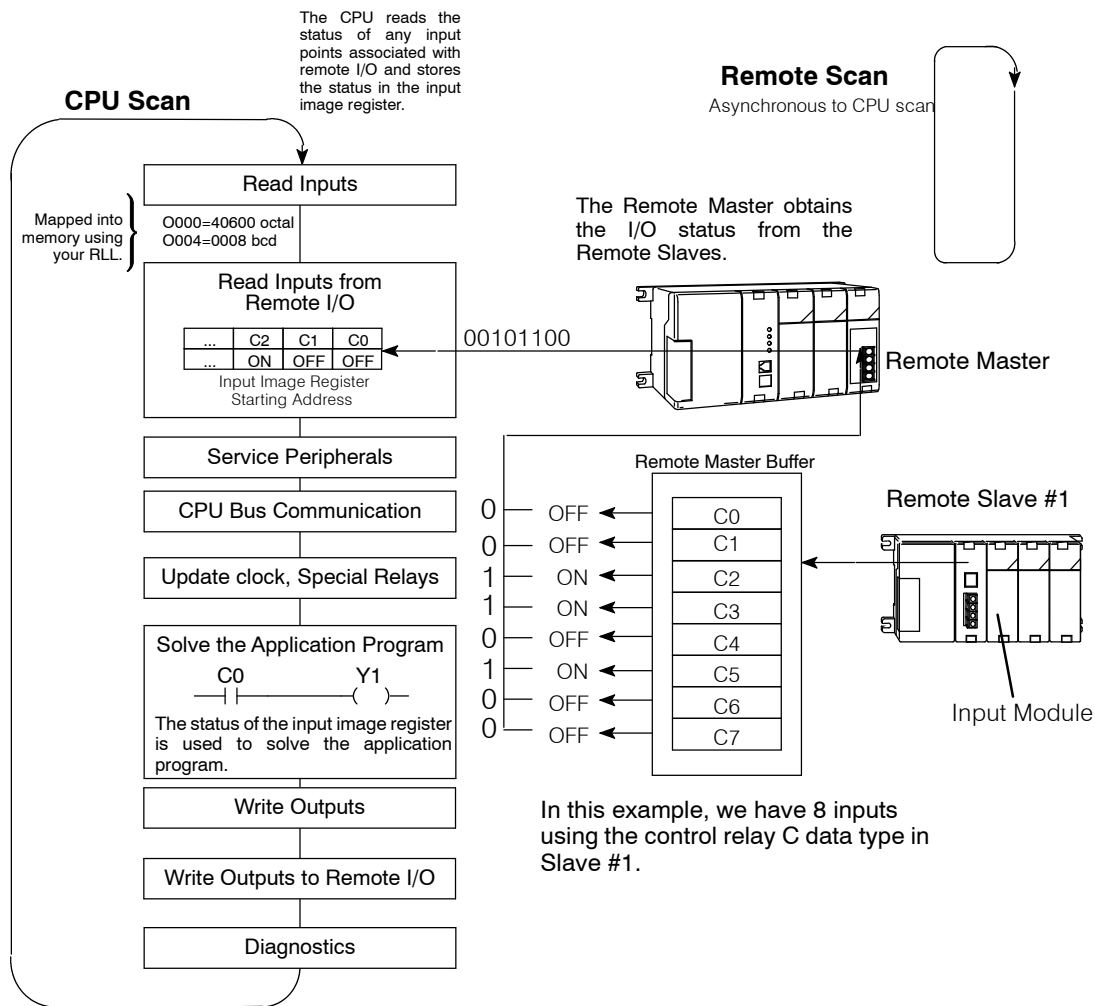 The CPU reads the
status of any input
points associated with
remote I/O and stores
the status in the input
image register.
CPU Scan
Remote Scan
Asynchronous to CPU scan
Read Inputs
Mapped into
memory using
your RLL.
O000=40600 octal
O004=0008 bcd
The Remote Master obtains
the I/O status from the
Remote Slaves.
Read Inputs from
Remote I/O
... C2 C1 C0
... ON OFF OFF
Input Image Register
Starting Address
00101100
Remote Master
Service Peripherals
CPU Bus Communication
Update clock, Special Relays
Solve the Application Program
C0 Y1
The status of the input image register
is used to solve the application
program.
Write Outputs
Write Outputs to Remote I/O
Diagnostics
Remote Master Buffer
0 OFF C0
0 OFF C1
1 ON C2
1 ON C3
0 OFF C4
1 ON C5
0 OFF C6
0 OFF C7
Remote Slave #1
Input Module
In this example, we have 8 inputs
using the control relay C data type in
Slave #1.